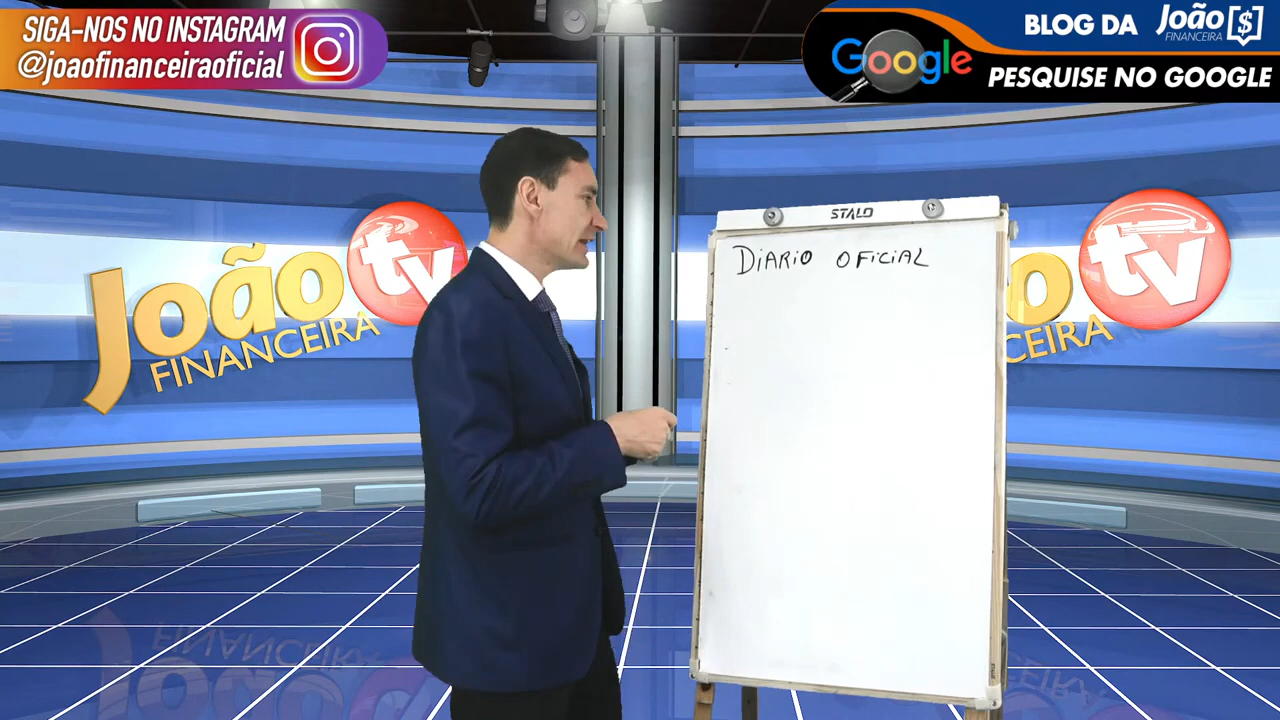 SIGA-NOS NO INSTAGRAM
@joaofinanceiraoficial
BLOG DA João FINANCEIRA
Google
PESQUISE NO GOOGLE
STALO
DiARiO OFiCiAL
João tv
FINANCEIRA
o tv
CEIRA